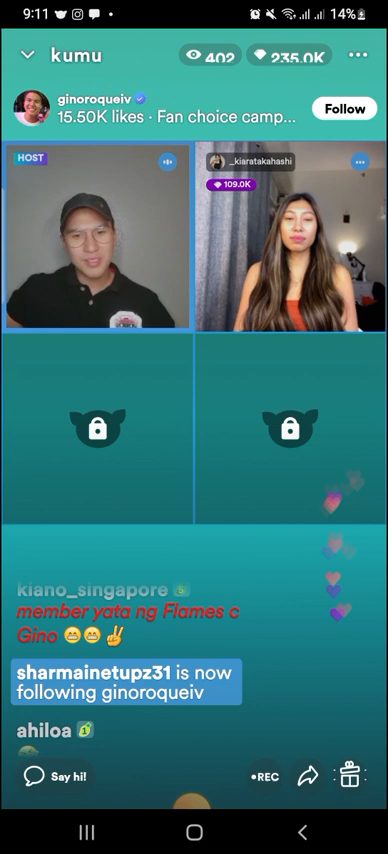 9:11
14%
kumu
402
235.0K
ginoroqueiv
15.50K likes · Fan choice camp...
Follow
HOST
_kiaratakahashi
109.0K
kiano_singapore
member yata ng Flames c
Gino 😁😁✌
sharmainetupz31 is now
following ginoroqueiv
ahiloa
Say hi!
•REC